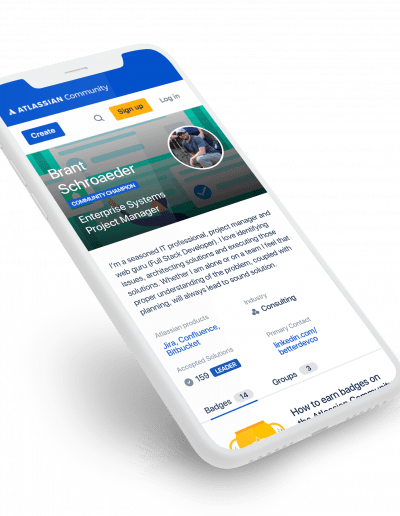 ATLASSIAN Community
Create
Sign up
Log in
Brant
Schroaeder
COMMUNITY CHAMPION
Enterprise Systems
Project Manager
I'm a seasoned IT professional, project manager and
web guru (Full Stack Developer). I love identifying
issues, architecting solutions and executing those
solutions. Whether I am alone or on a team I feel that
proper understanding of the problem, coupled with
planning, will always lead to sound solution.
Atlassian products
Jira, Confluence,
Bitbucket
Industry
Consulting
Accepted Solutions
159 LEADER
Primary Contact
linkedin.com/
betterdevco
Badges 14
Groups 3
How to earn badges on
the Atlassian Community